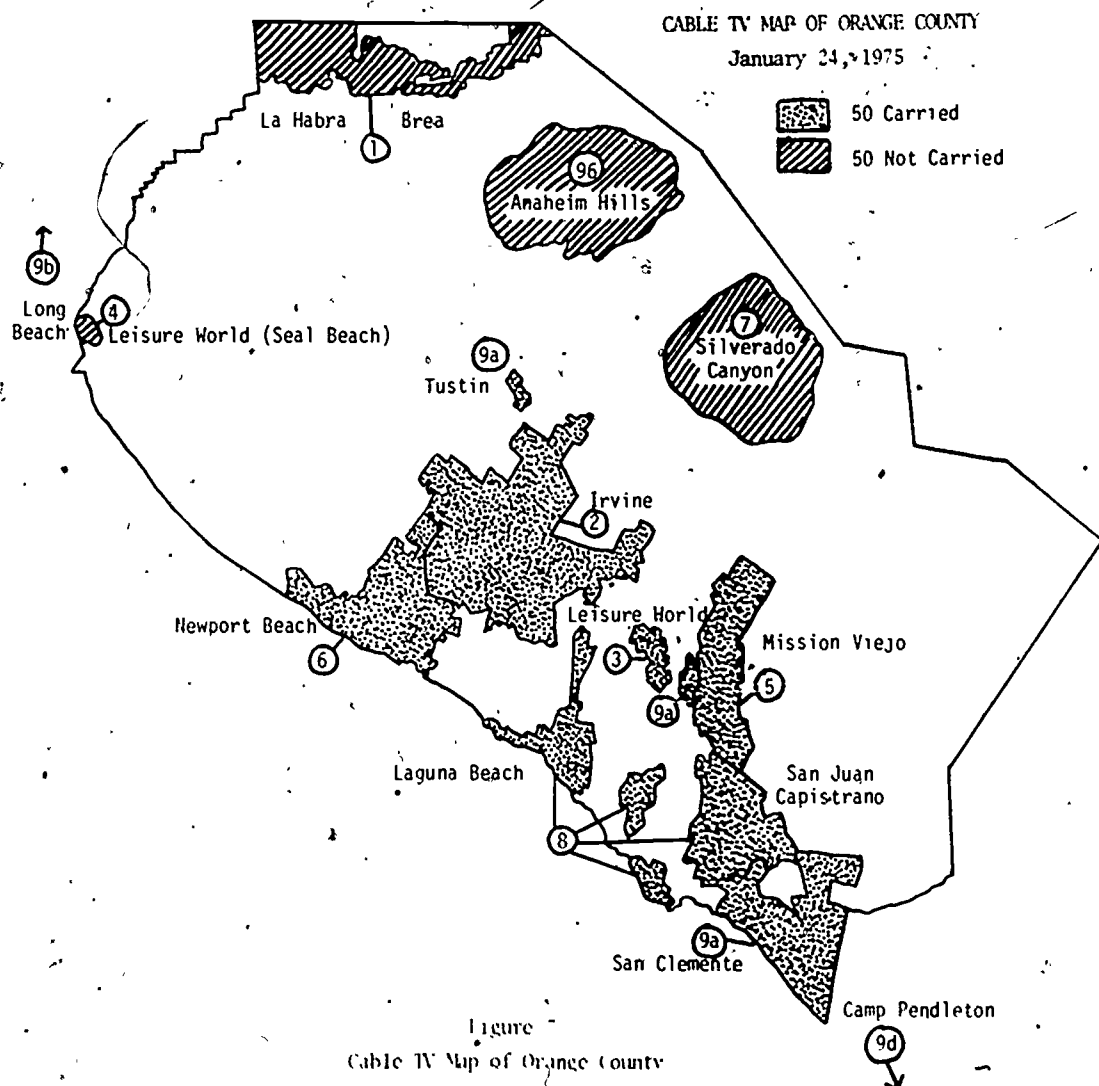 CABLE TV MAP OF ORANGE COUNTY
January 24, 1975
50 Carried
50 Not Carried
La Habra Brea
1
96
Anaheim Hills
9b
Long
Beach
4
Leisure World (Seal Beach)
7
Silverado
Canyon
9a
Tustin
Irvine
2
Newport Beach
6
Leisure World
3
9a
Mission Viejo
5
Laguna Beach
8
San Juan
Capistrano
9a
San Clemente
Camp Pendleton
9d
Figure
Cable TV Map of Orange County